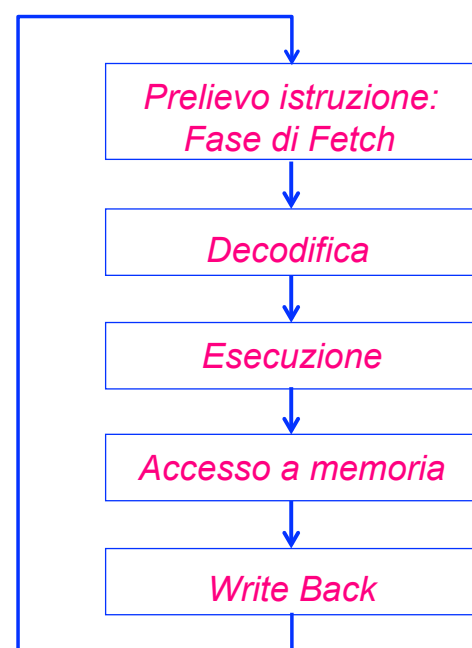 Prelievo istruzione:
Fase di Fetch
Decodifica
Esecuzione
Accesso a memoria
Write Back